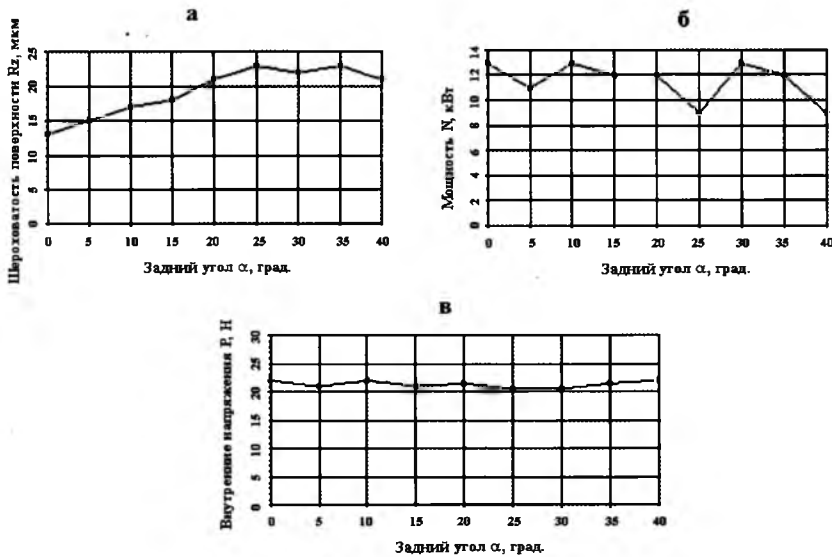 а
Шероховатость поверхности Rz, мкм
25
20
15
10
5
0
0 5 10 15 20 25 30 35 40
Задний угол α, град.
б
Мощность N, кВт
14
12
10
8
6
4
2
0
0 5 10 15 20 25 30 35 40
Задний угол α, град.
в
Внутренние напряжения P, Н
30
25
20
15
10
5
0
0 5 10 15 20 25 30 35 40
Задний угол α, град.